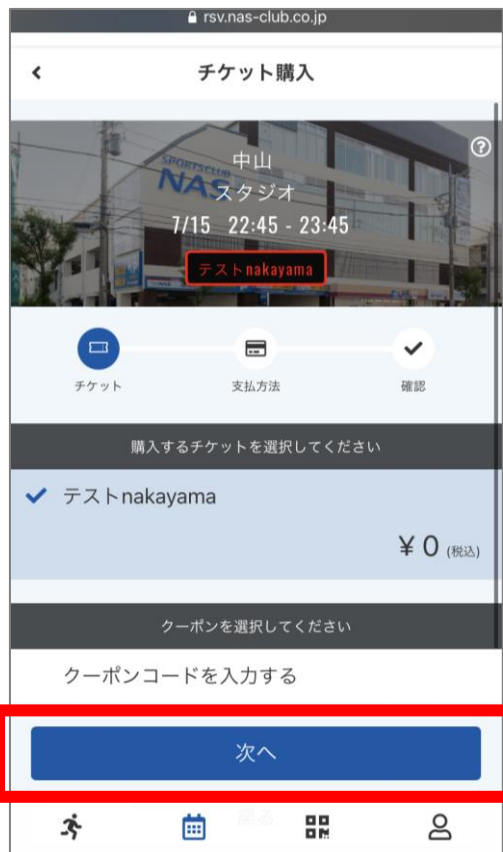 rsv.nas-club.co.jp
チケット購入
SPORTSCLUB
NAS
中山
スタジオ
7/15 22:45 - 23:45
テストnakayama
チケット
支払方法
確認
購入するチケットを選択してください
テストnakayama
¥ 0 (税込)
クーポンを選択してください
クーポンコードを入力する
次へ
戻る